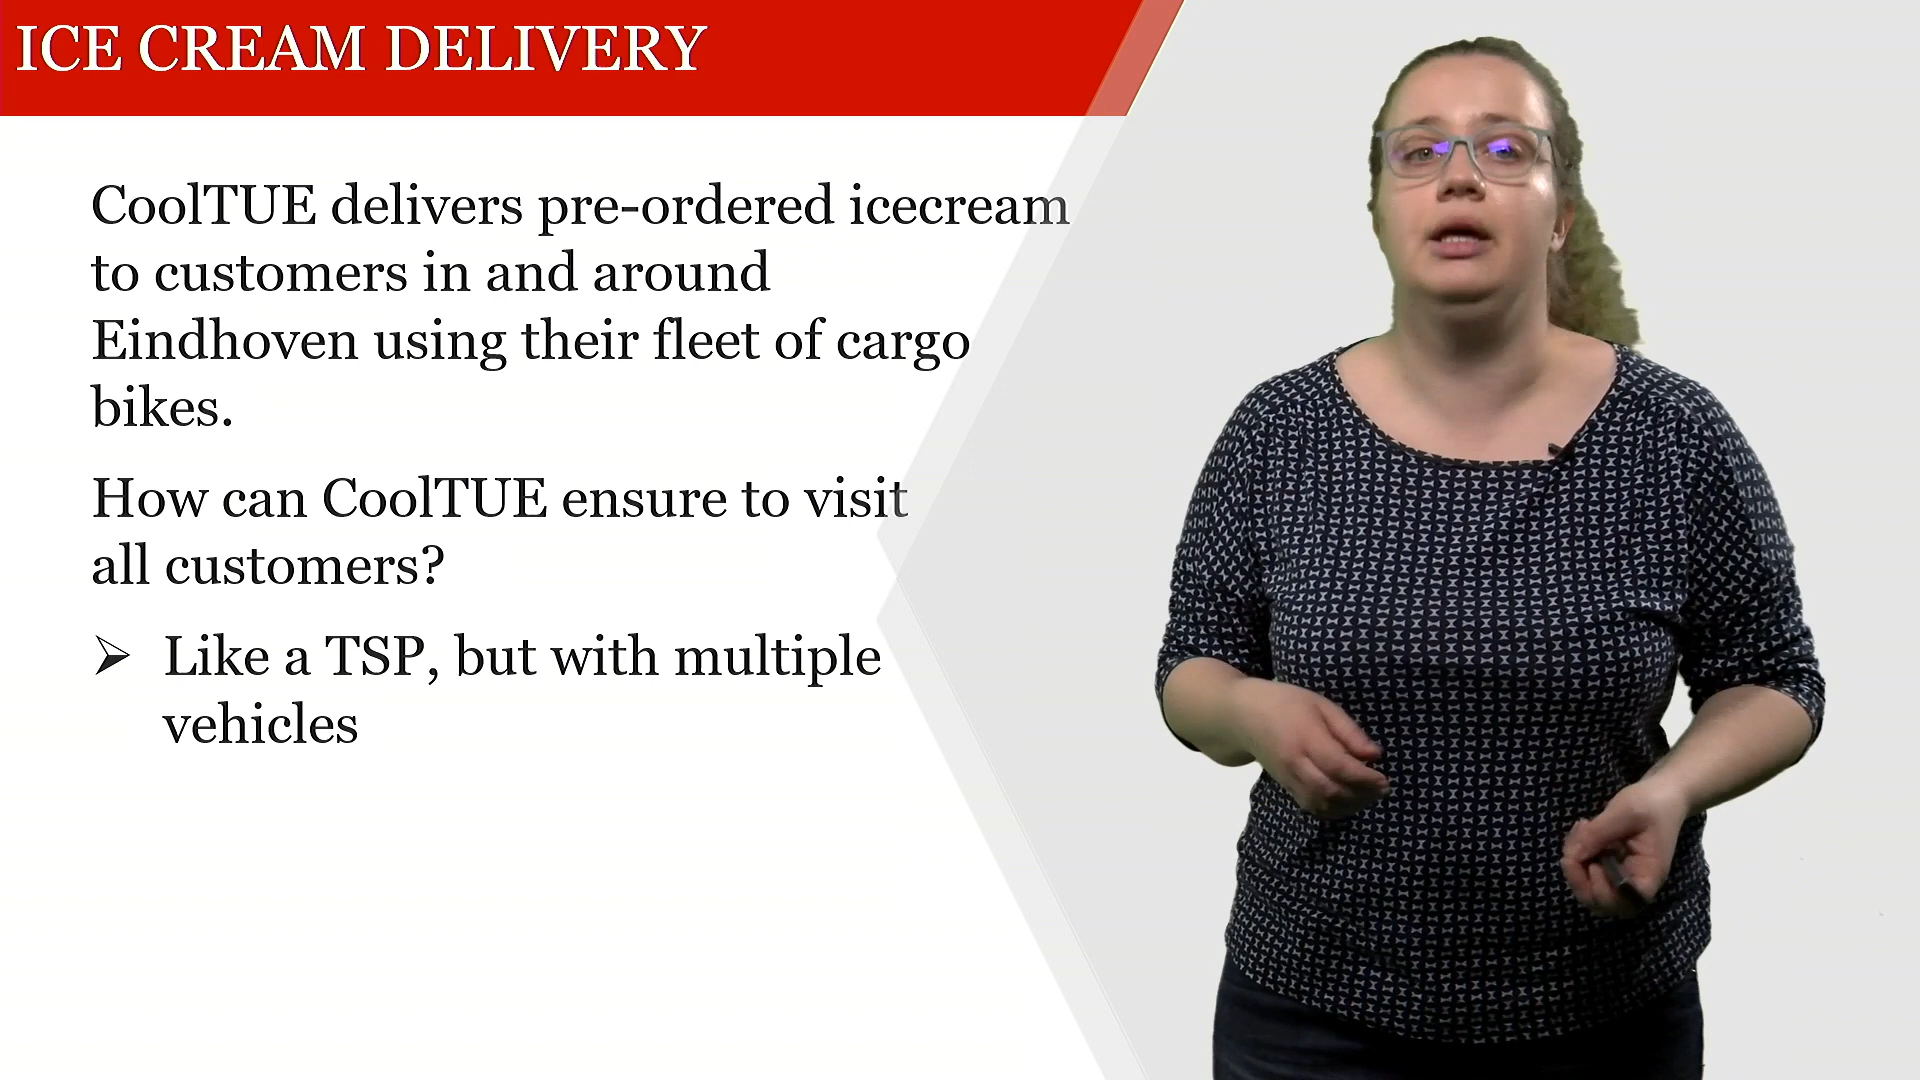 ICE CREAM DELIVERY
CoolTUE delivers pre-ordered icecream
to customers in and around
Eindhoven using their fleet of cargo
bikes.
How can CoolTUE ensure to visit
all customers?
➢ Like a TSP, but with multiple
vehicles